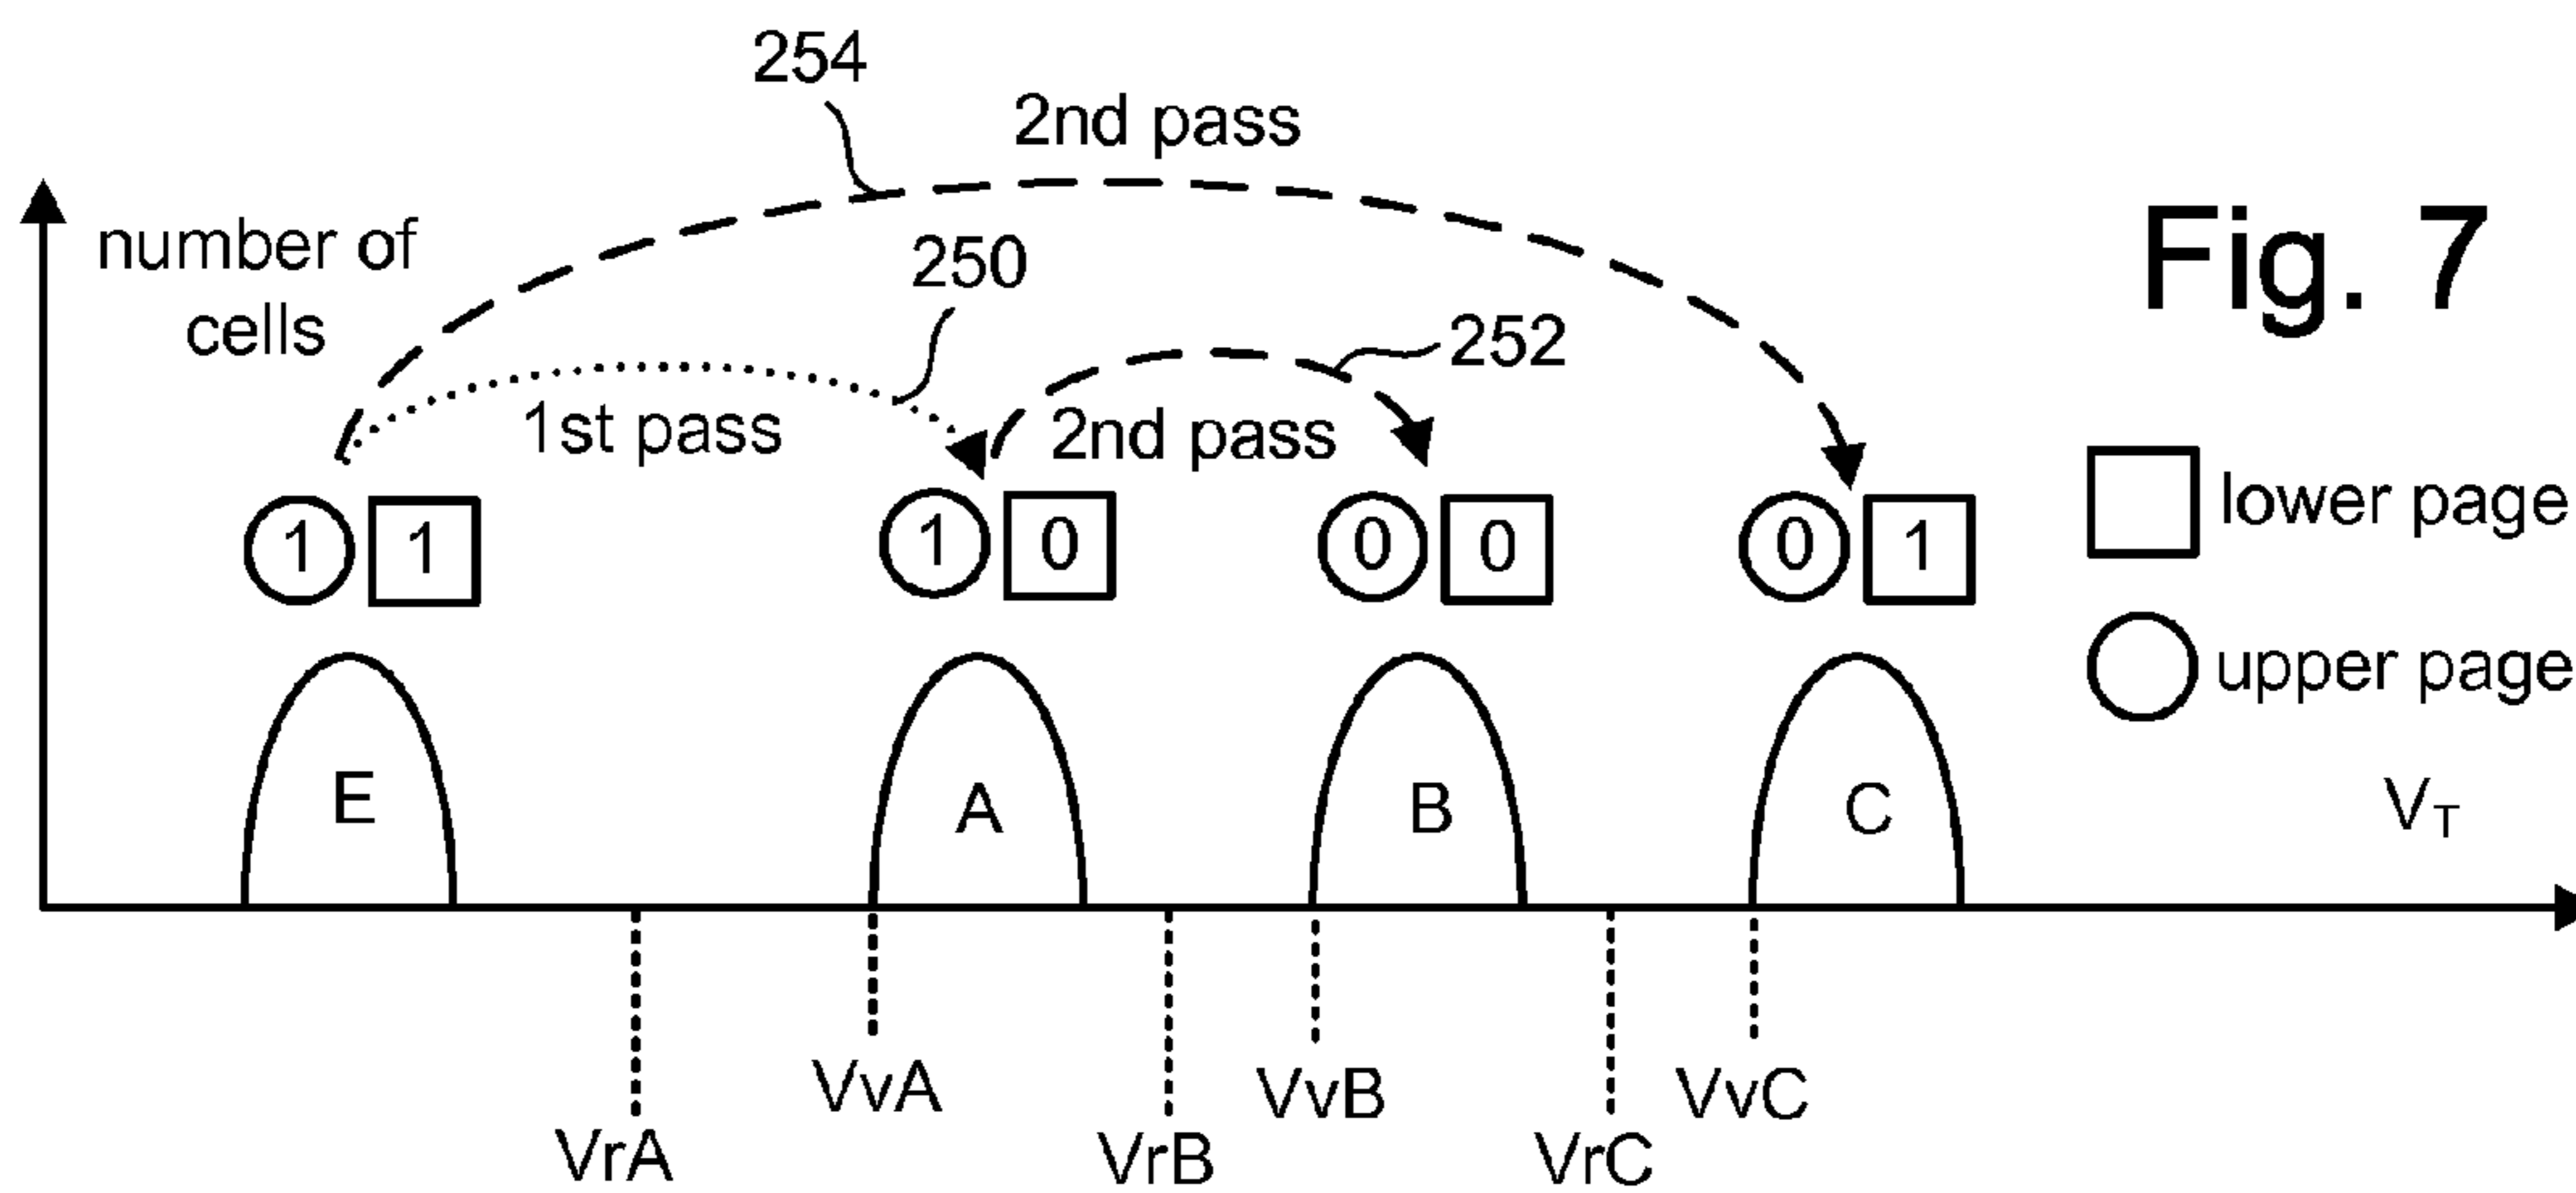 254
2nd pass
Fig. 7
number of
cells
250
252
1st pass
2nd pass
1 1
1 0
0 0
0 1
lower page
upper page
E
A
B
C
VT
VvA
VvB
VvC
VrA
VrB
VrC